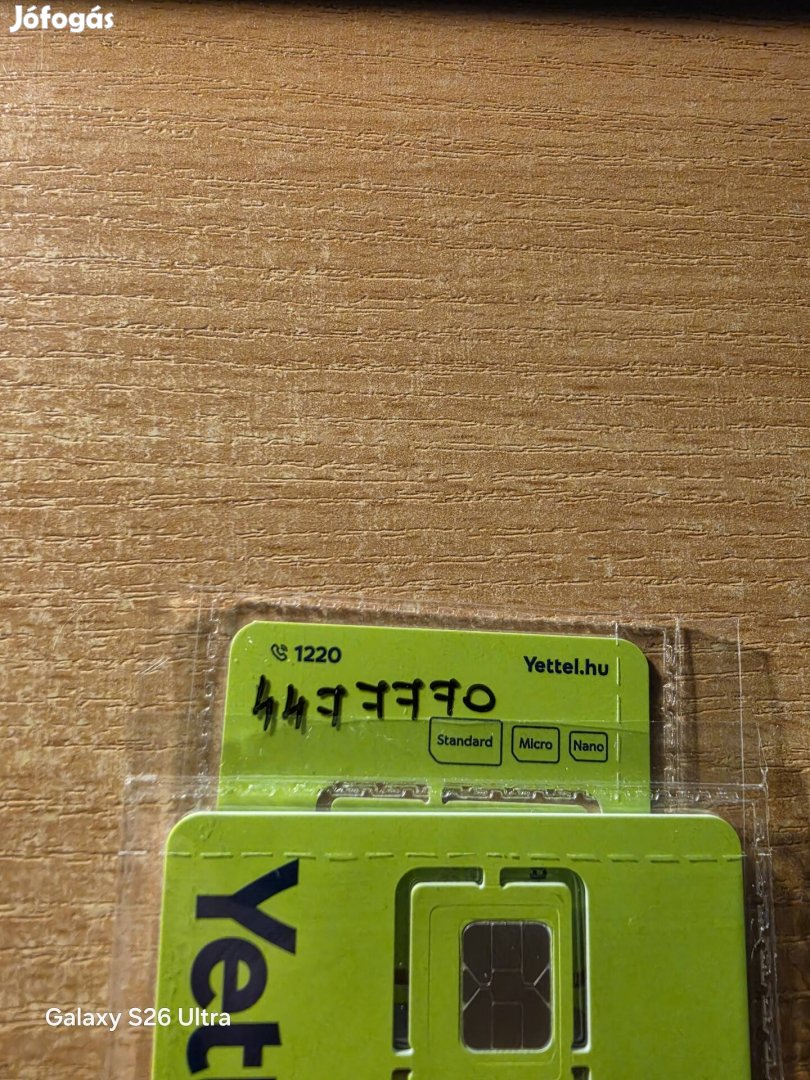 Jófogás
1220
Yettel.hu
4477770
Standard
Micro
Nano
Yet
Galaxy S26 Ultra